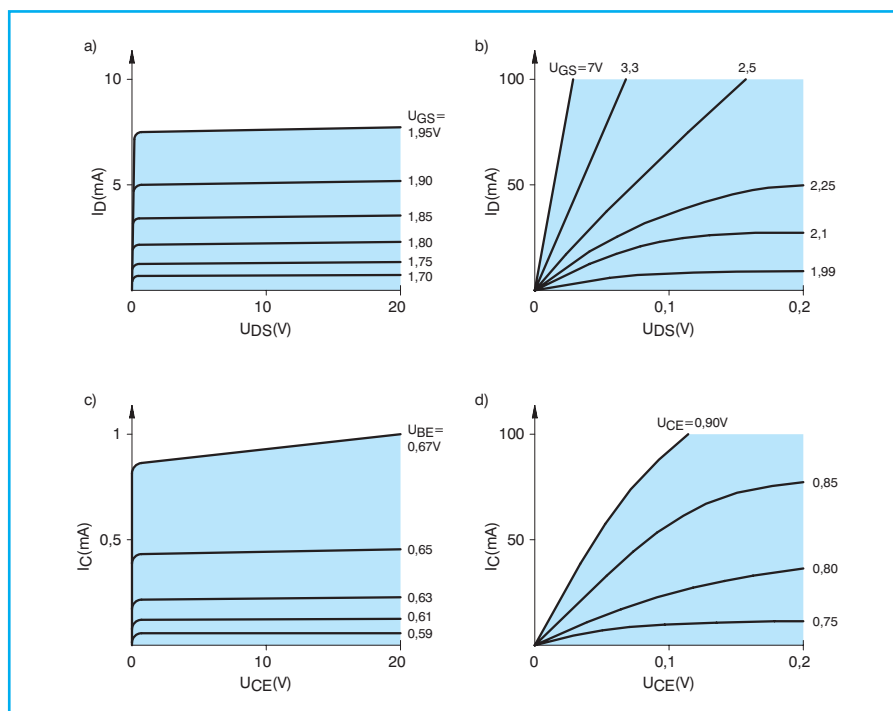 a)
10
5
0
10
20
ID(mA)
UDS(V)
UGS=
1,95V
1,90
1,85
1,80
1,75
1,70
b)
100
50
0
0,1
0,2
ID(mA)
UDS(V)
UGS=7V
3,3
2,5
2,25
2,1
1,99
c)
1
0,5
0
10
20
IC(mA)
UCE(V)
UBE=
0,67V
0,65
0,63
0,61
0,59
d)
100
50
0
0,1
0,2
IC(mA)
UCE(V)
UCE=0,90V
0,85
0,80
0,75